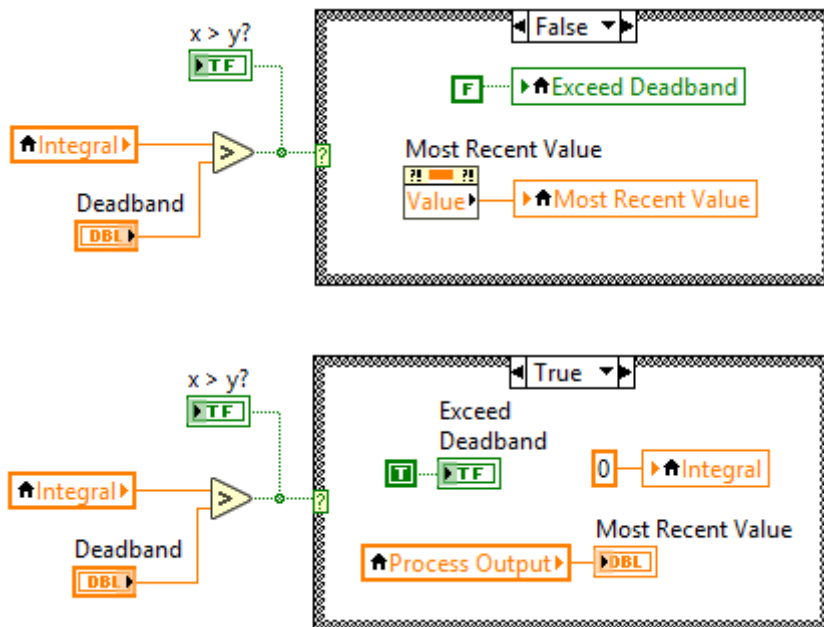 x > y?
False
TF
F
Exceed Deadband
Integral
>
?
Most Recent Value
?! ?!
Deadband
Value
Most Recent Value
DBL
x > y?
True
TF
Exceed
Deadband
T
TF
0
Integral
Integral
>
?
Most Recent Value
Deadband
Process Output
DBL
DBL